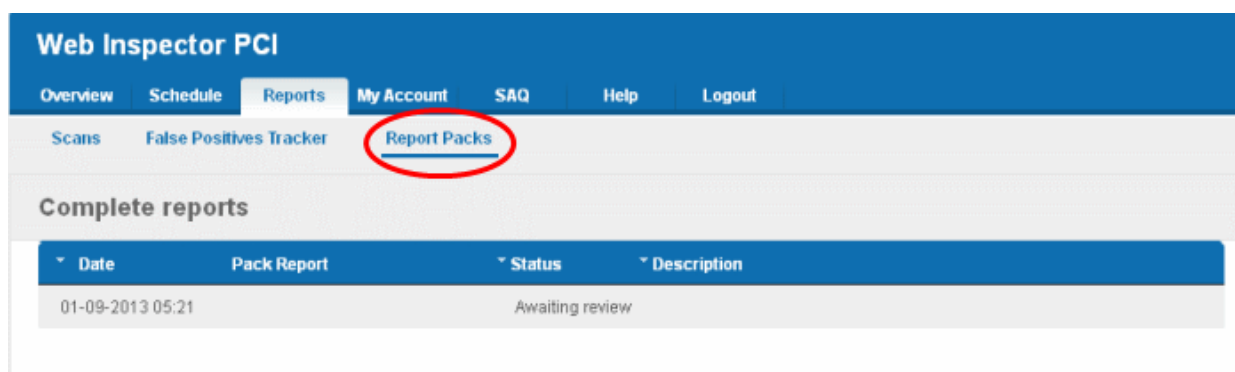 Web Inspector PCI
Overview Schedule Reports My Account SAQ Help Logout
Scans False Positives Tracker Report Packs
Complete reports
Date Pack Report Status Description
01-09-2013 05:21 Awaiting review